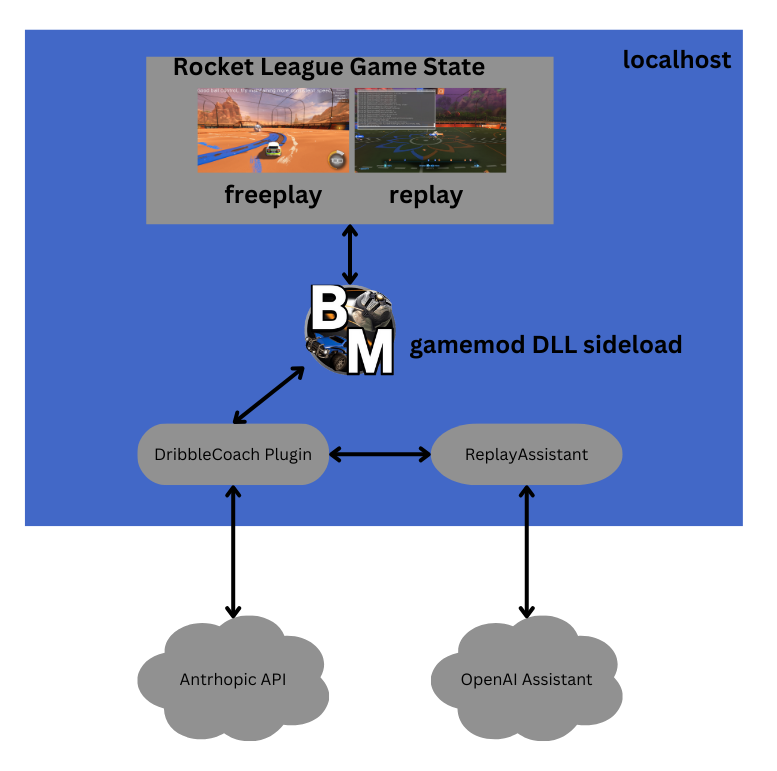 localhost
Rocket League Game State
freeplay
replay
B
M
gamemod DLL sideload
DribbleCoach Plugin
ReplayAssistant
Antrhopic API
OpenAI Assistant